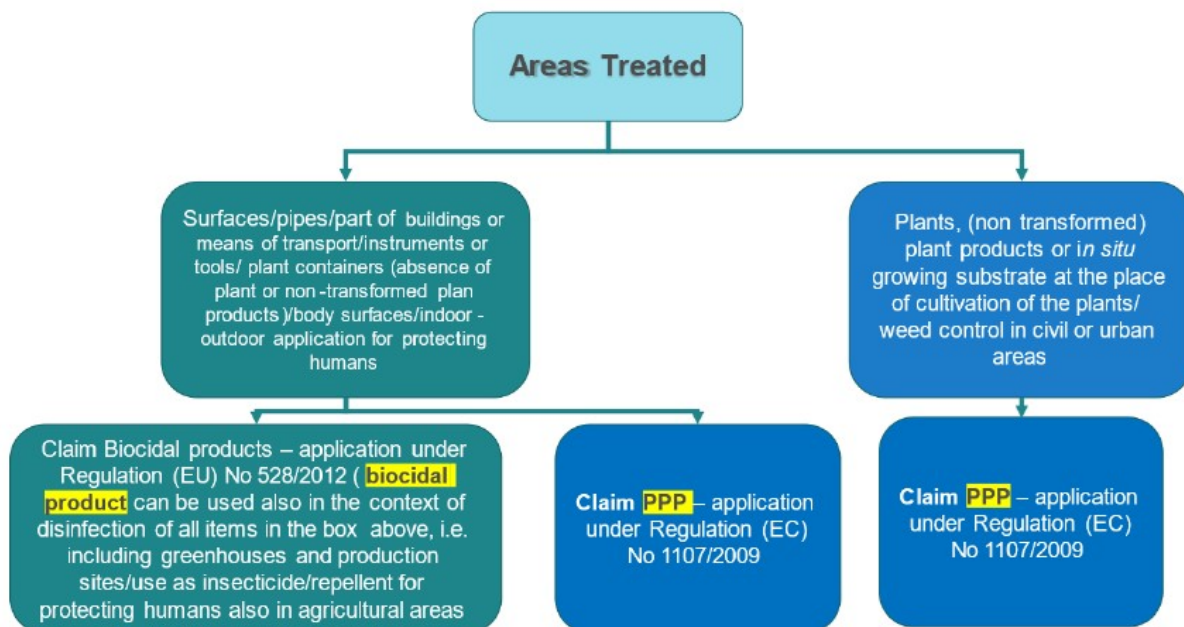 Areas Treated
Surfaces/pipes/part of buildings or
means of transport/instruments or
tools/ plant containers (absence of
plant or non -transformed plan
products )/body surfaces/indoor -
outdoor application for protecting
humans
Plants, (non transformed)
plant products or in situ
growing substrate at the place
of cultivation of the plants/
weed control in civil or urban
areas
Claim Biocidal products – application under
Regulation (EU) No 528/2012 ( biocidal
product can be used also in the context of
disinfection of all items in the box above, i.e.
including greenhouses and production
sites/use as insecticide/repellent for
protecting humans also in agricultural areas
Claim PPP – application
under Regulation (EC)
No 1107/2009
Claim PPP – application
under Regulation (EC)
No 1107/2009